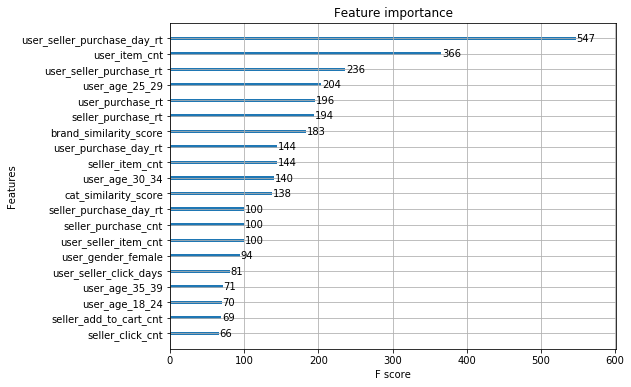 Feature importance
user_seller_purchase_day_rt 547
user_item_cnt 366
user_seller_purchase_rt 236
user_age_25_29 204
user_purchase_rt 196
seller_purchase_rt 194
brand_similarity_score 183
user_purchase_day_rt 144
seller_item_cnt 144
user_age_30_34 140
cat_similarity_score 138
seller_purchase_day_rt 100
seller_purchase_cnt 100
user_seller_item_cnt 100
user_gender_female 94
user_seller_click_days 81
user_age_35_39 71
user_age_18_24 70
seller_add_to_cart_cnt 69
seller_click_cnt 66
Features
0 100 200 300 400 500 600
F score